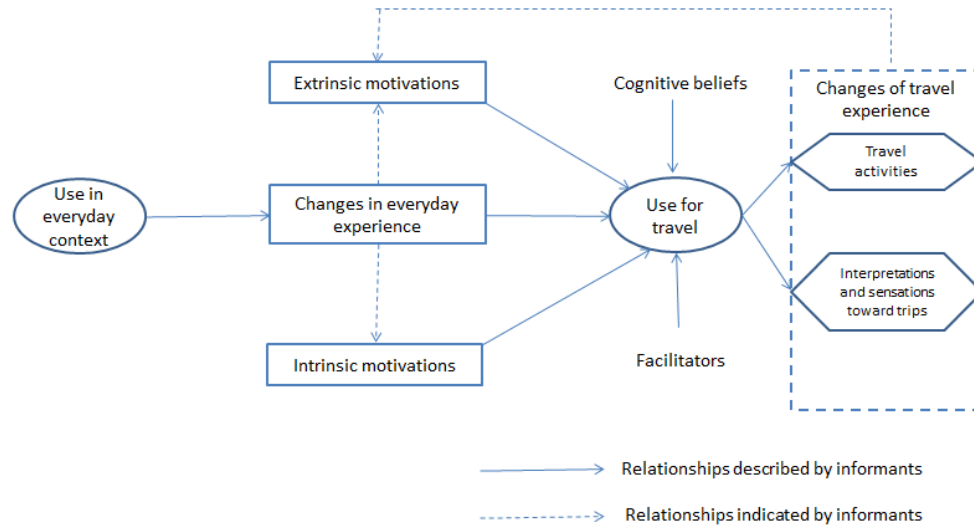 Extrinsic motivations
Cognitive beliefs
Changes of travel
experience
Travel
activities
Use in
everyday
context
Changes in everyday
experience
Use for
travel
Interpretations
and sensations
toward trips
Intrinsic motivations
Facilitators
Relationships described by informants
Relationships indicated by informants